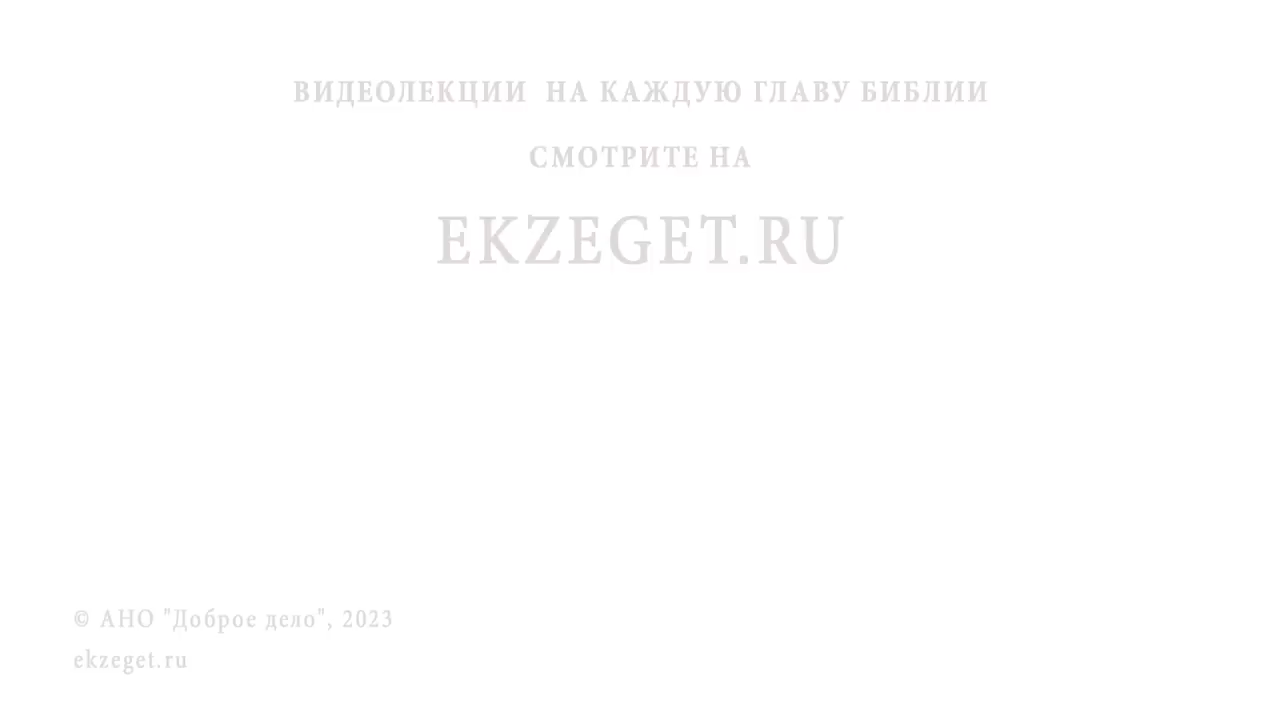 ВИДЕОЛЕКЦИИ НА КАЖДУЮ ГЛАВУ БИБЛИИ
СМОТРИТЕ НА
EKZEGET.RU
© АНО "Доброе дело", 2023
ekzeget.ru